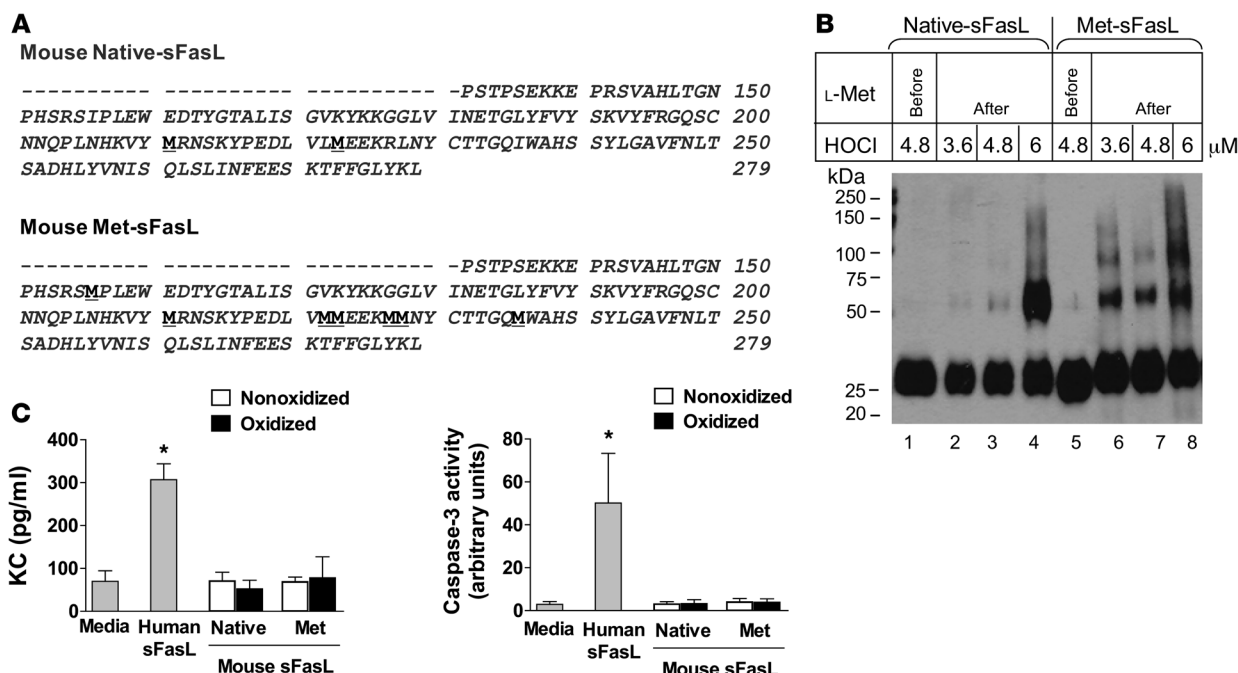 A
Mouse Native-sFasL
---------- ---------- ---------- -PSTPSEKKE PRSVAHLTGN 150
PHSRSIPLEW EDTYGTALIS GVKYKKGGLV INETGLYFVY SKVYFRGQSC 200
NNQPLNHKVY MRNSKYPEDL VLMEEKRLNY CTTGQIWAHS SYLGAVFNLT 250
SADHLYVNIS QLSLINFEES KTFFGLYKL 279
Mouse Met-sFasL
---------- ---------- ---------- -PSTPSEKKE PRSVAHLTGN 150
PHSRSMPLEW EDTYGTALIS GVKYKKGGLV INETGLYFVY SKVYFRGQSC 200
NNQPLNHKVY MRNSKYPEDL VMMEEKMMNY CTTGQMWAHS SYLGAVFNLT 250
SADHLYVNIS QLSLINFEES KTFFGLYKL 279
B
Native-sFasL Met-sFasL
L-Met Before After Before After
HOCl 4.8 3.6 4.8 6 4.8 3.6 4.8 6 μM
kDa
250
150
100
75
50
25
20
1 2 3 4 5 6 7 8
C
Nonoxidized
Oxidized
KC (pg/ml)
400
300
200
100
0
*
Media Human sFasL Native Met
Mouse sFasL
Nonoxidized
Oxidized
Caspase-3 activity
(arbitrary units)
80
60
40
20
0
*
Media Human sFasL Native Met
Mouse sFasL